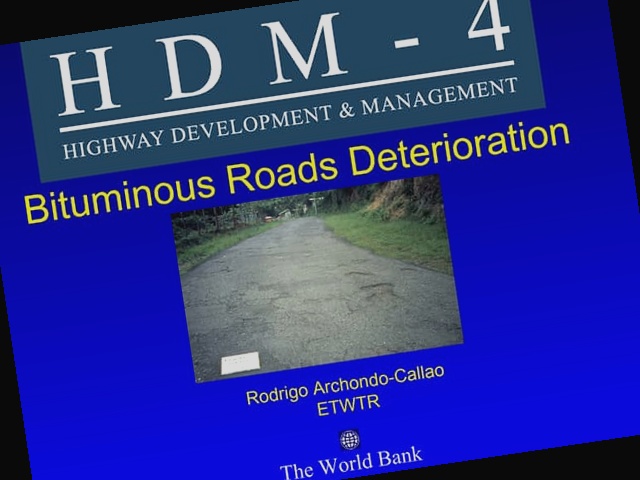 H D M - 4
HIGHWAY DEVELOPMENT & MANAGEMENT
Bituminous Roads Deterioration
Rodrigo Archondo-Callao
ETWTR
The World Bank